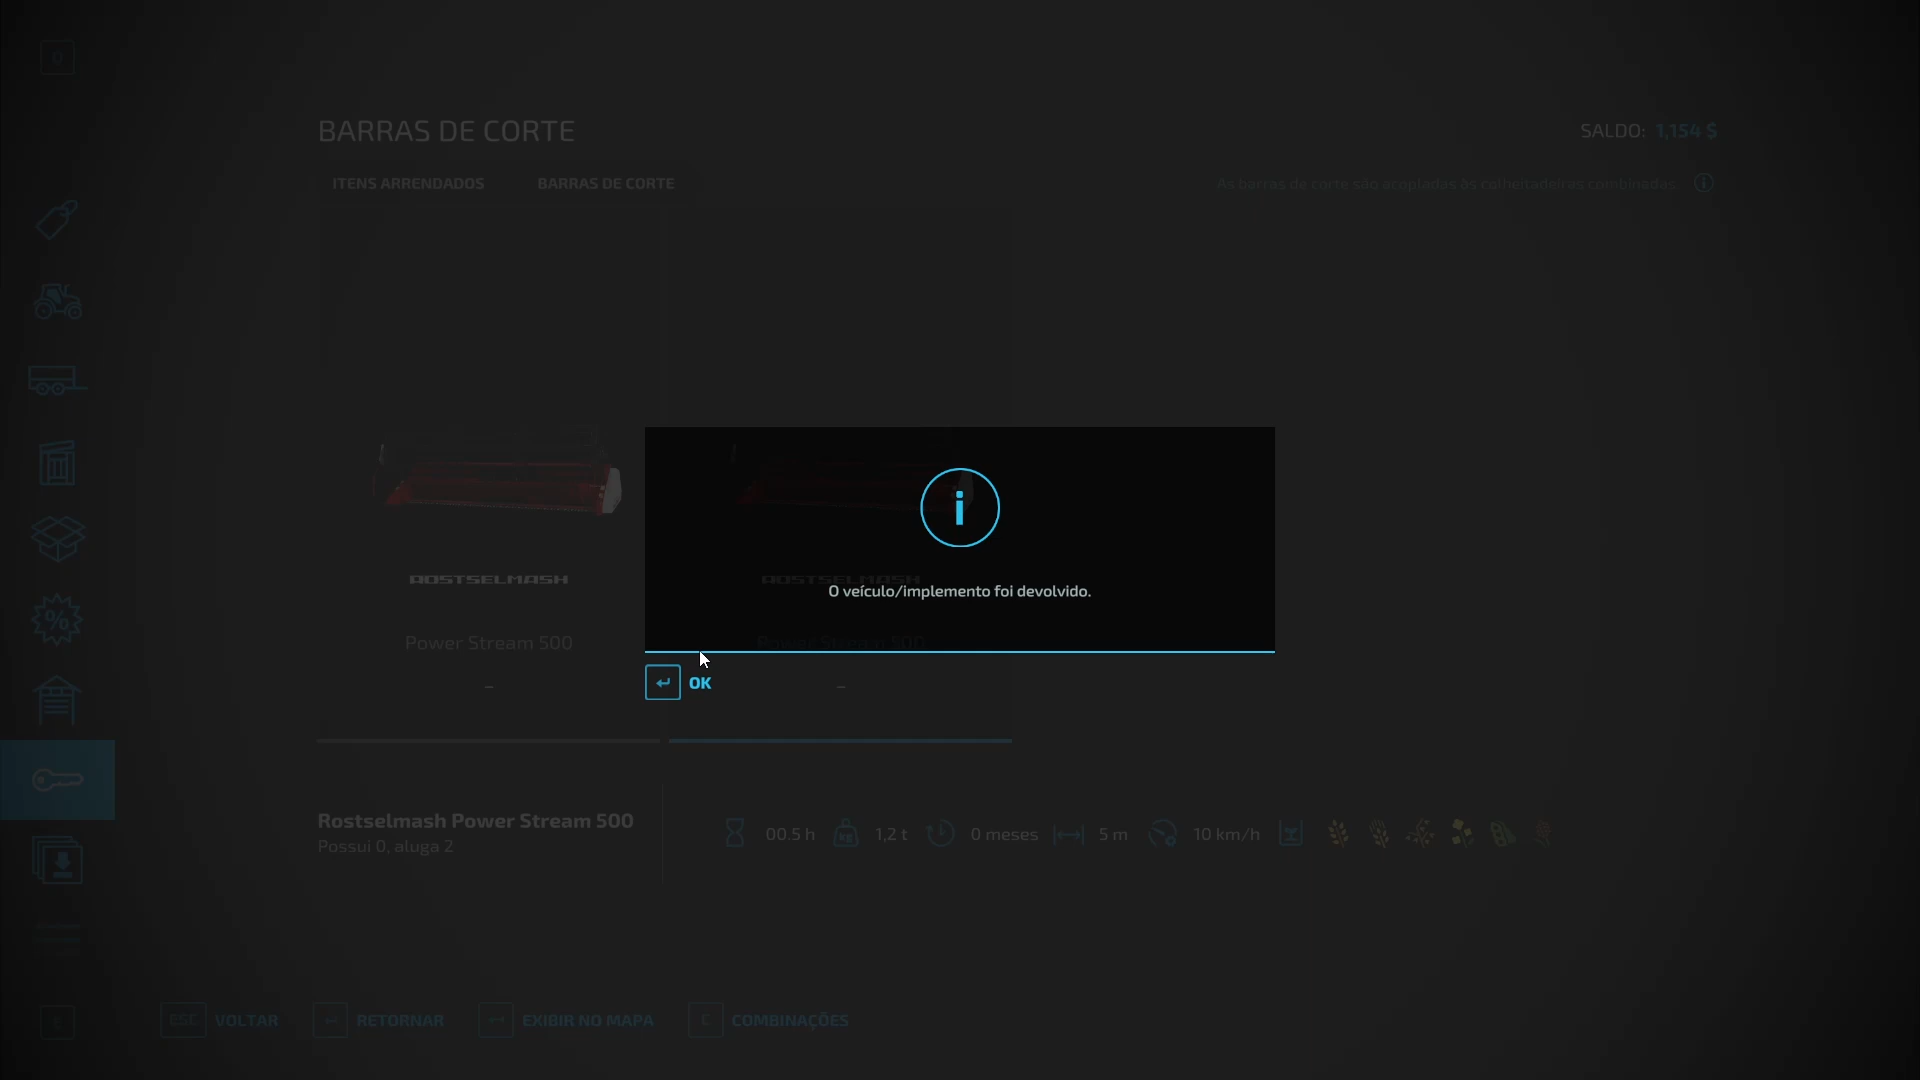 Q
BARRAS DE CORTE
SALDO: 1,154 $
ITENS ARRENDADOS
BARRAS DE CORTE
As barras de corte são acopladas às colheitadeiras combinadas.
ROSTSELMASH
ROSTSELMASH
O veículo/implemento foi devolvido.
Power Stream 500
Power Stream 500
–
–
OK
Rostselmash Power Stream 500
Possui 0, aluga 2
00.5 h
1,2 t
0 meses
5 m
10 km/h
E
ESC VOLTAR
RETORNAR
EXIBIR NO MAPA
C COMBINAÇÕES